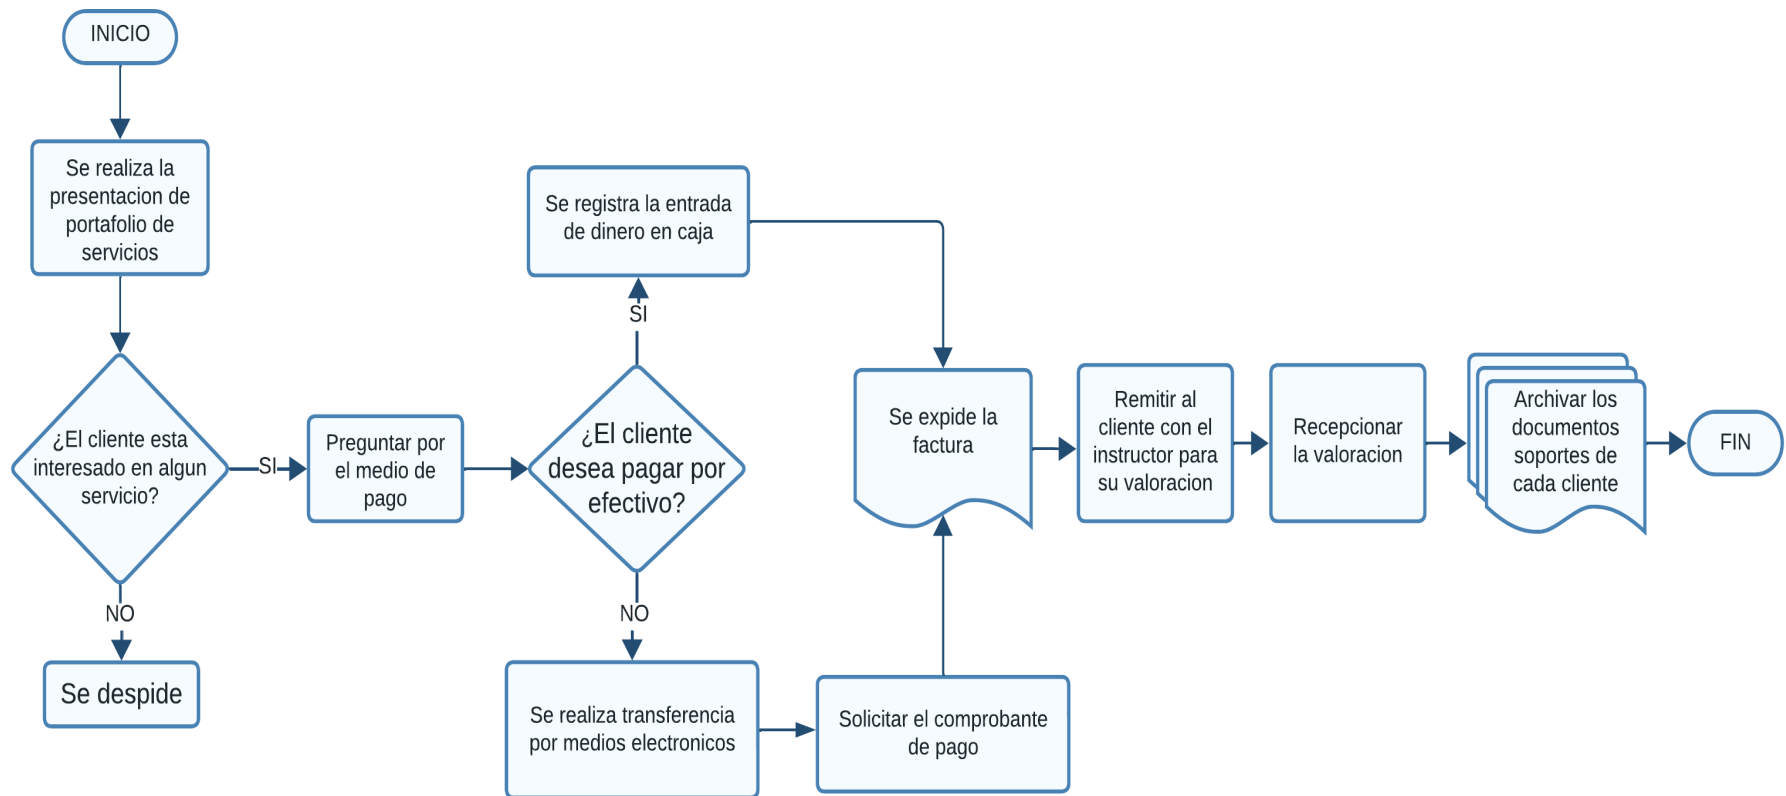 INICIO
Se realiza la
presentacion de
portafolio de
servicios
¿El cliente esta
interesado en algun
servicio?
SI
NO
Se despide
Preguntar por
el medio de
pago
¿El cliente
desea pagar por
efectivo?
SI
Se registra la entrada
de dinero en caja
NO
Se realiza transferencia
por medios electronicos
Solicitar el comprobante
de pago
Se expide la
factura
Remitir al
cliente con el
instructor para
su valoracion
Recepcionar
la valoracion
Archivar los
documentos
soportes de
cada cliente
FIN